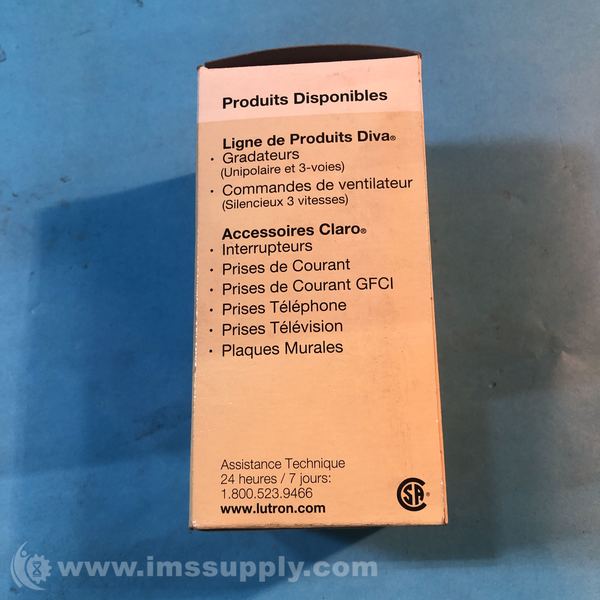 Produits Disponibles
Ligne de Produits Diva®
· Gradateurs
(Unipolaire et 3-voies)
· Commandes de ventilateur
(Silencieux 3 vitesses)
Accessoires Claro®
· Interrupteurs
· Prises de Courant
· Prises de Courant GFCI
· Prises Téléphone
· Prises Télévision
· Plaques Murales
Assistance Technique
24 heures / 7 jours:
1.800.523.9466
www.lutron.com
CSA®
www.imssupply.com